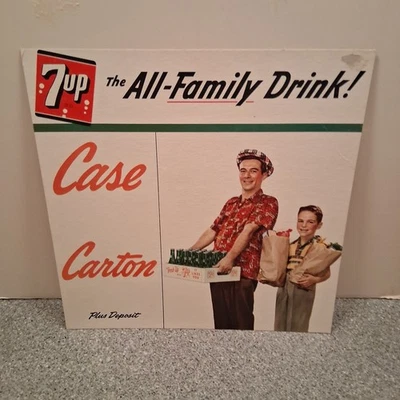 7up
The All-Family Drink!
Case
Carton
Plus Deposit